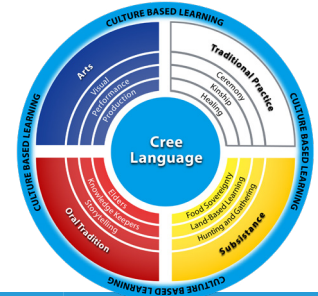 CULTURE BASED LEARNING
Arts
Visual
Performance
Production
Traditional Practice
Ceremony
Kinship
Healing
CULTURE BASED LEARNING
CULTURE BASED LEARNING
Cree
Language
Elders
Knowledge Keepers
Storytelling
Oral Tradition
Food Sovereignty
Land-Based Learning
Hunting and Gathering
Subsistance
CULTURE BASED LEARNING